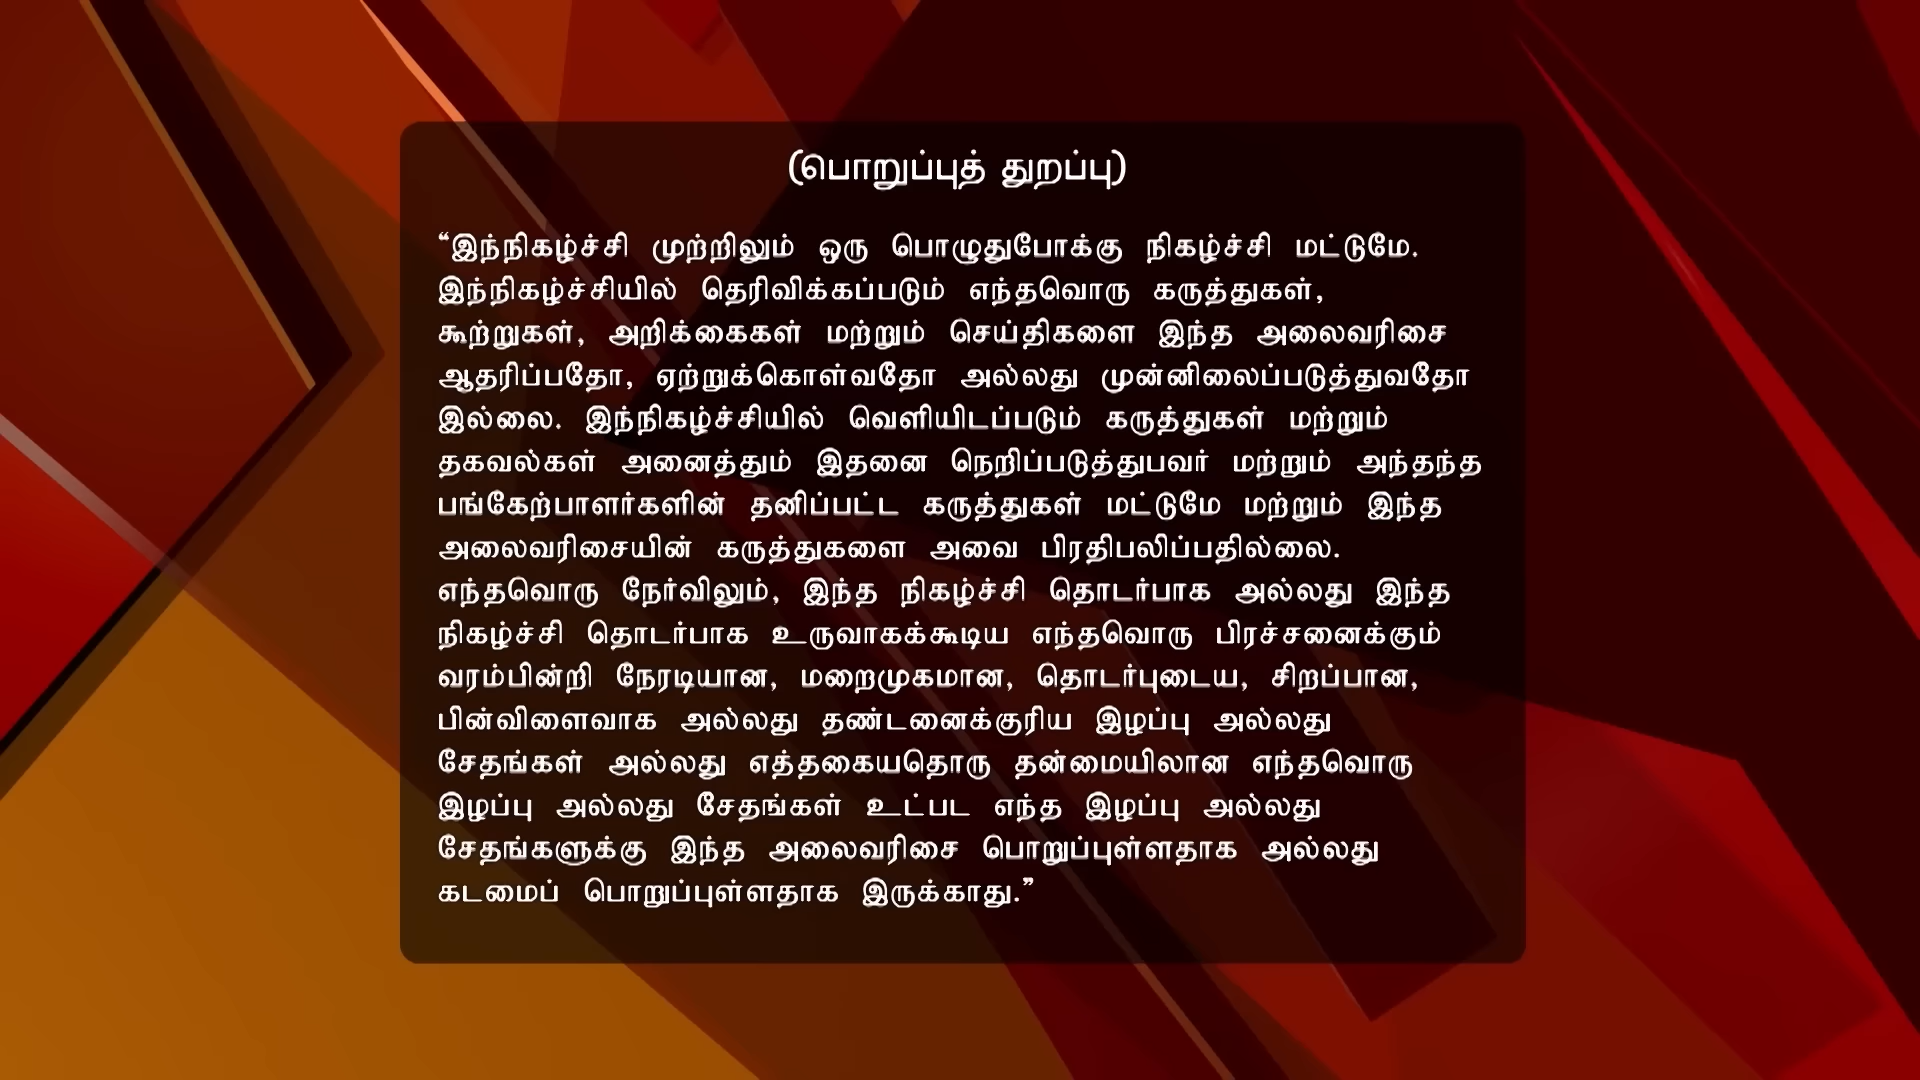 (பொறுப்புத் துறப்பு)
“இந்நிகழ்ச்சி முற்றிலும் ஒரு பொழுதுபோக்கு நிகழ்ச்சி மட்டுமே.
இந்நிகழ்ச்சியில் தெரிவிக்கப்படும் எந்தவொரு கருத்துகள்,
கூற்றுகள், அறிக்கைகள் மற்றும் செய்திகளை இந்த அலைவரிசை
ஆதரிப்பதோ, ஏற்றுக்கொள்வதோ அல்லது முன்னிலைப்படுத்துவதோ
இல்லை. இந்நிகழ்ச்சியில் வெளியிடப்படும் கருத்துகள் மற்றும்
தகவல்கள் அனைத்தும் இதனை நெறிப்படுத்துபவர் மற்றும் அந்தந்த
பங்கேற்பாளர்களின் தனிப்பட்ட கருத்துகள் மட்டுமே மற்றும் இந்த
அலைவரிசையின் கருத்துகளை அவை பிரதிபலிப்பதில்லை.
எந்தவொரு நேர்விலும், இந்த நிகழ்ச்சி தொடர்பாக அல்லது இந்த
நிகழ்ச்சி தொடர்பாக உருவாகக்கூடிய எந்தவொரு பிரச்சனைக்கும்
வரம்பின்றி நேரடியான, மறைமுகமான, தொடர்புடைய, சிறப்பான,
பின்விளைவாக அல்லது தண்டனைக்குரிய இழப்பு அல்லது
சேதங்கள் அல்லது எத்தகையதொரு தன்மையிலான எந்தவொரு
இழப்பு அல்லது சேதங்கள் உட்பட எந்த இழப்பு அல்லது
சேதங்களுக்கு இந்த அலைவரிசை பொறுப்புள்ளதாக அல்லது
கடமைப் பொறுப்புள்ளதாக இருக்காது.”